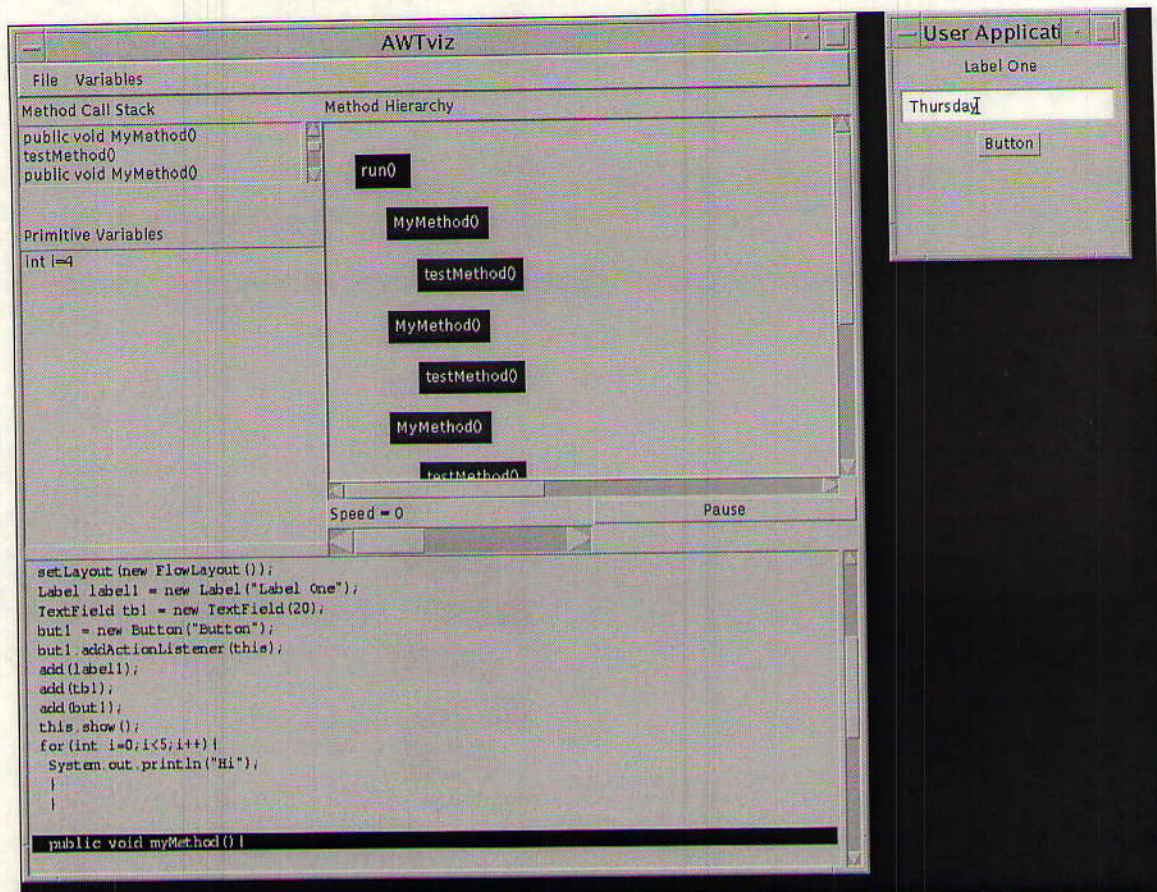 AWTviz
File Variables
Method Call Stack
public void MyMethod()
testMethod()
public void MyMethod()
Primitive Variables
int i=4
Method Hierarchy
run()
MyMethod()
testMethod()
MyMethod()
testMethod()
MyMethod()
testMethod()
Speed = 0
Pause
setLayout(new FlowLayout());
Label label1 = new Label("Label One");
TextField tb1 = new TextField(20);
but1 = new Button("Button");
but1.addActionListener(this);
add(label1);
add(tb1);
add(but1);
this.show();
for(int i=0;i<5;i++){
System.out.println("Hi");
}
}
public void myMethod(){
User Applicati
Label One
Thursday
Button